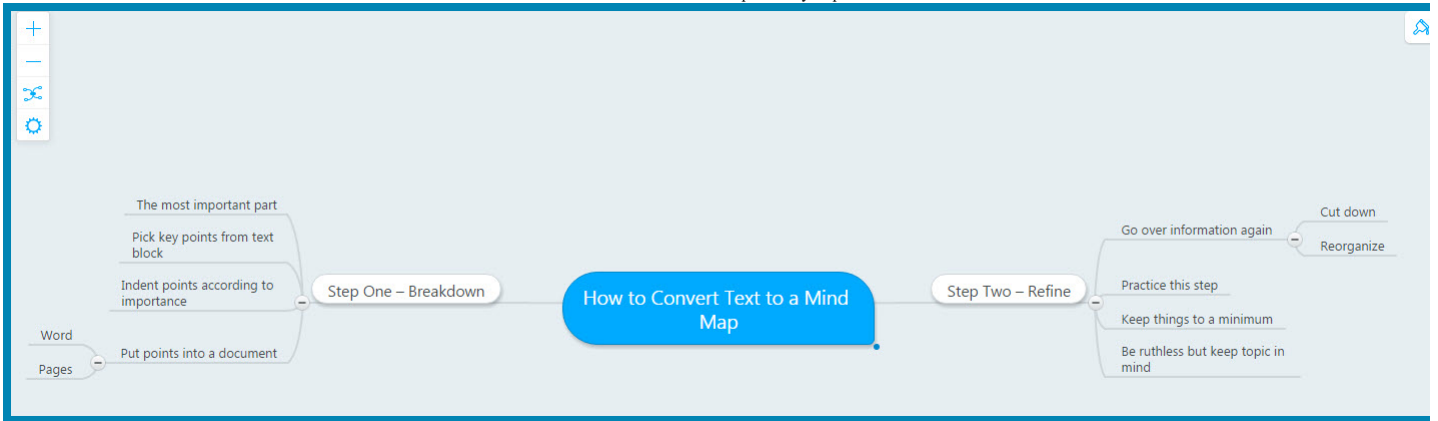 The most important part
Pick key points from text
block
Indent points according to
importance
Put points into a document
Word
Pages
Step One – Breakdown
How to Convert Text to a Mind
Map
Step Two – Refine
Go over information again
Cut down
Reorganize
Practice this step
Keep things to a minimum
Be ruthless but keep topic in
mind